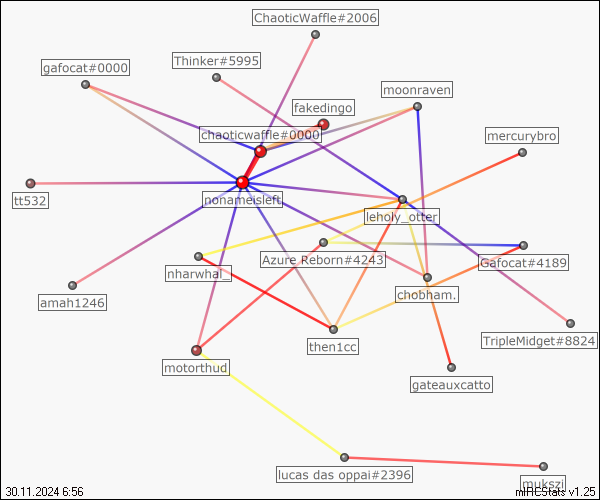 ChaoticWaffle#2006
Thinker#5995
gafocat#0000
moonraven
fakedingo
chaoticwaffle#0000
mercurybro
tt532
nonameisleft
leholy_otter
Azure Reborn#4243
Gafocat#4189
nharwhal_
chobham.
amah1246
TripleMidget#8824
then1cc
motorthud
gateauxcatto
lucas das oppai#2396
mukszi
30.11.2024 6:56
mIRCStats v1.25